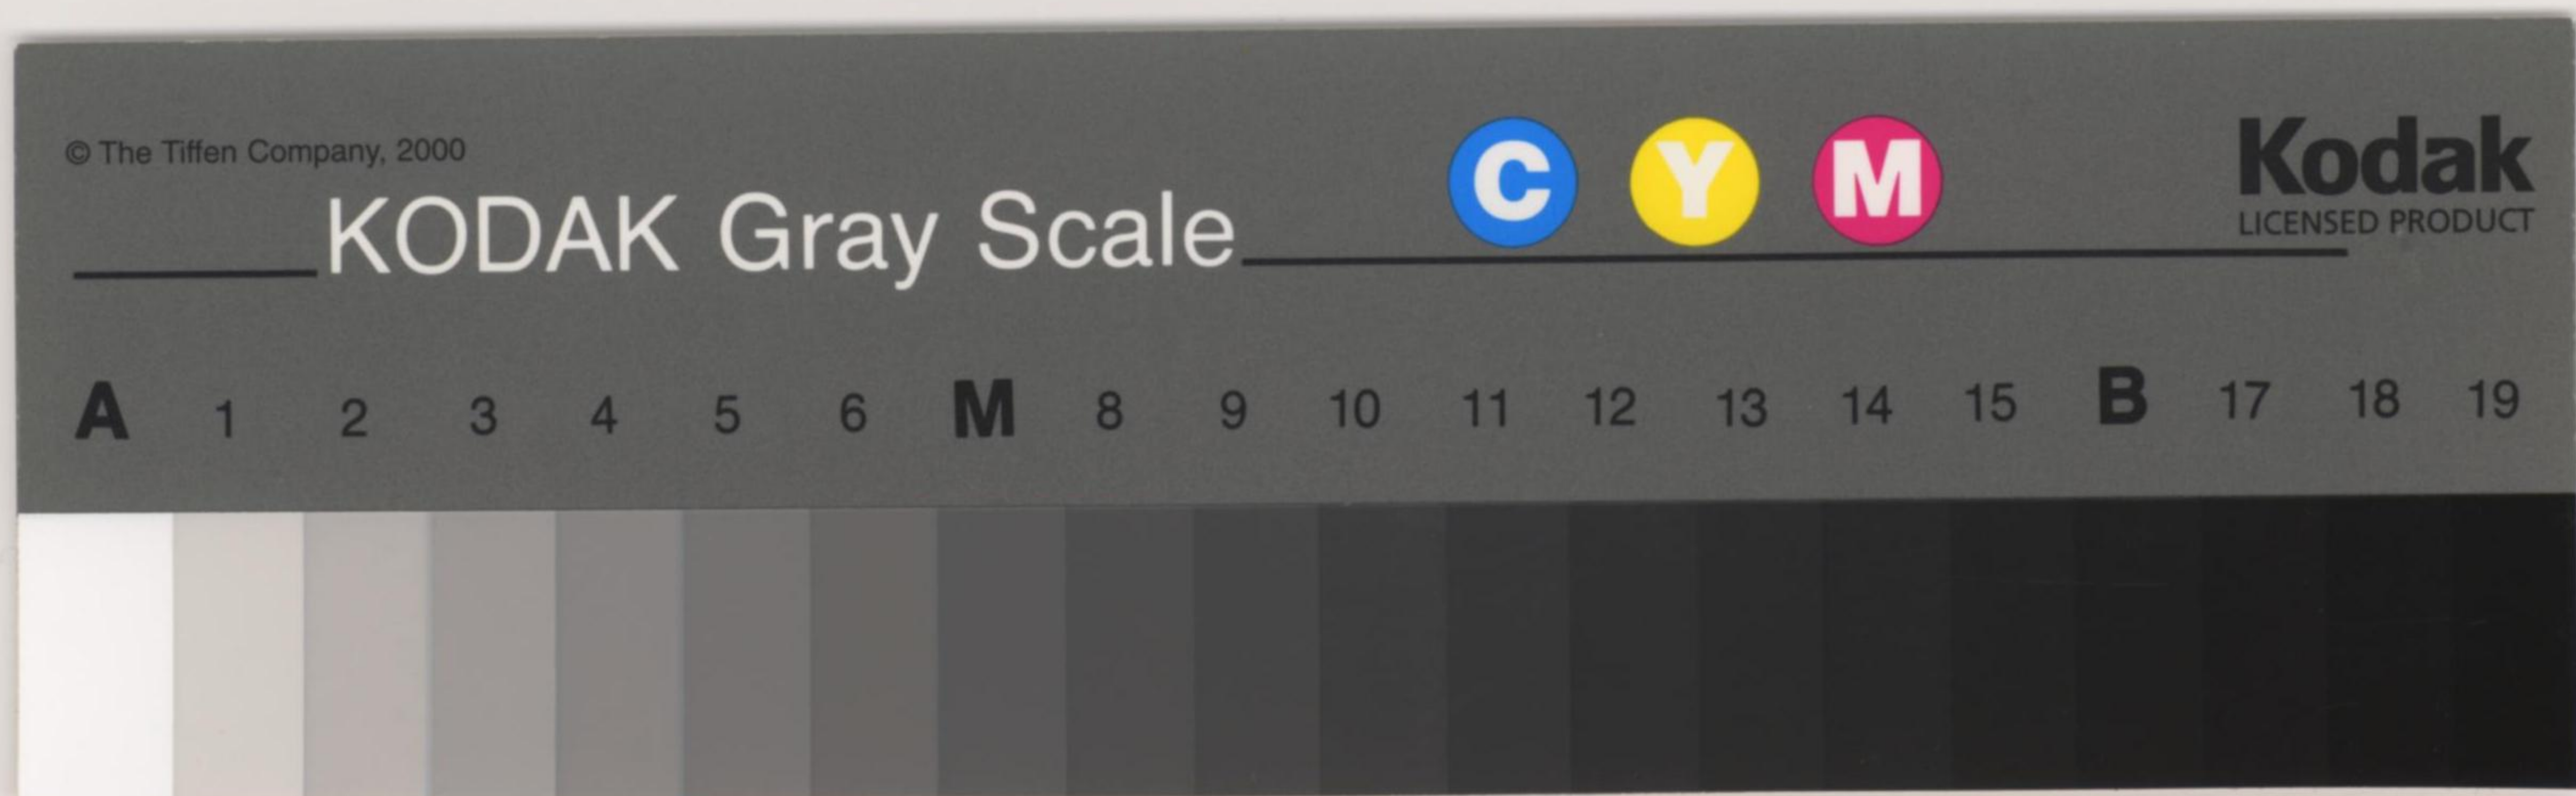 © The Tiffen Company, 2000
KODAK Gray Scale
C Y M
Kodak
LICENSED PRODUCT
A 1 2 3 4 5 6 M 8 9 10 11 12 13 14 15 B 17 18 19